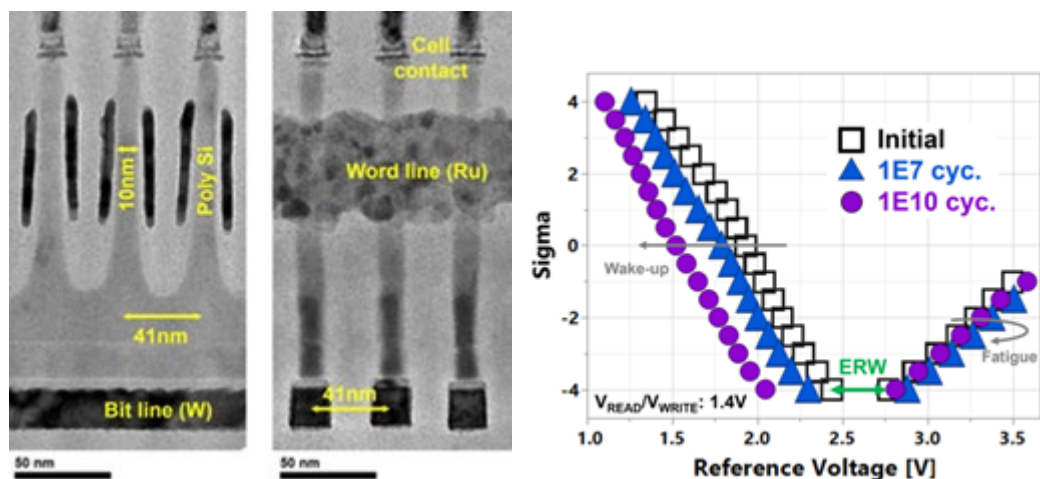 10nm
Poly Si
41nm
Bit line (W)
50 nm
Cell
contact
Word line (Ru)
41nm
50 nm
Sigma
4
2
0
-2
-4
Initial
1E7 cyc.
1E10 cyc.
Wake-up
Fatigue
ERW
V_READ/V_WRITE: 1.4V
1.0 1.5 2.0 2.5 3.0 3.5
Reference Voltage [V]